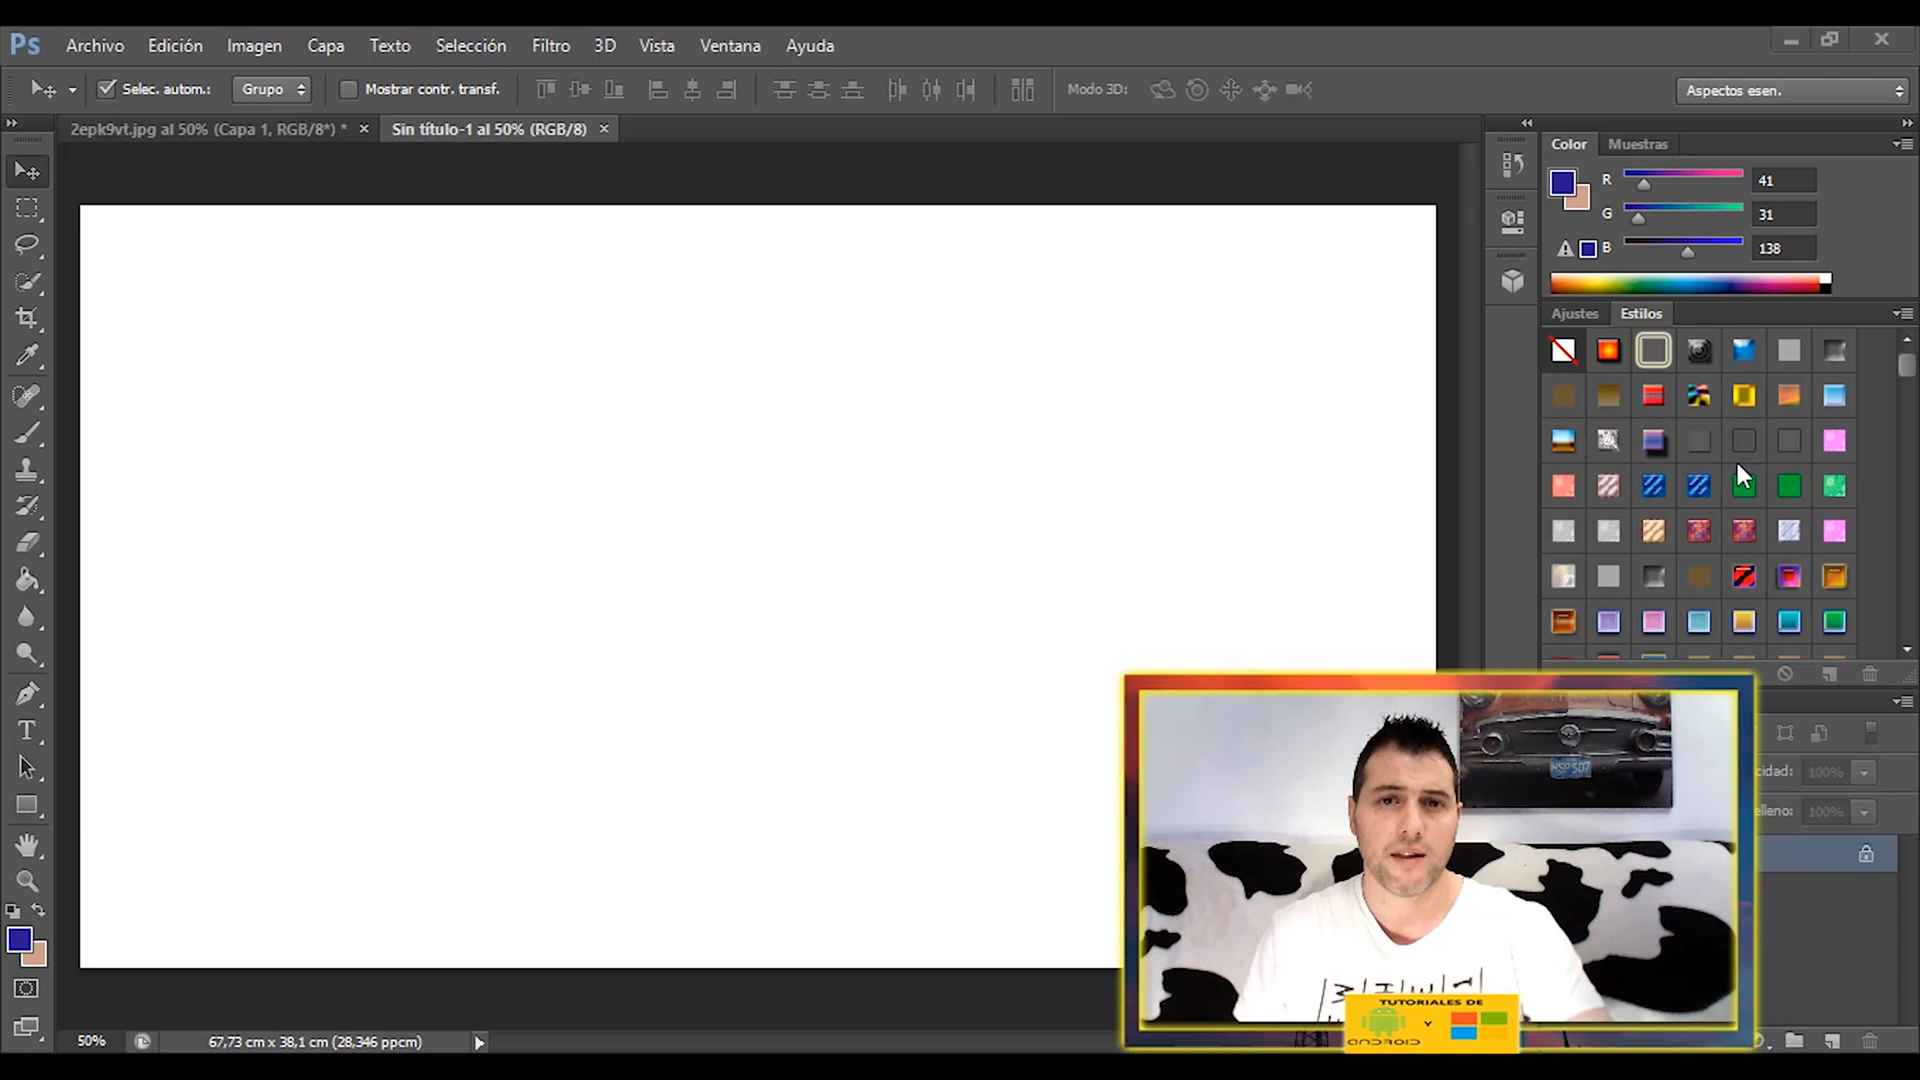 Ps Archivo Edición Imagen Capa Texto Selección Filtro 3D Vista Ventana Ayuda
Selec. autom.: Grupo Mostrar contr. transf. Modo 3D: Aspectos esen.
2epk9vt.jpg al 50% (Capa 1, RGB/8*) * Sin título-1 al 50% (RGB/8)
Color Muestras
R 41
G 31
B 138
Ajustes Estilos
cidad: 100%
elleno: 100%
TUTORIALES DE
Y
ANDROID
50% 67,73 cm x 38,1 cm (28,346 ppcm)